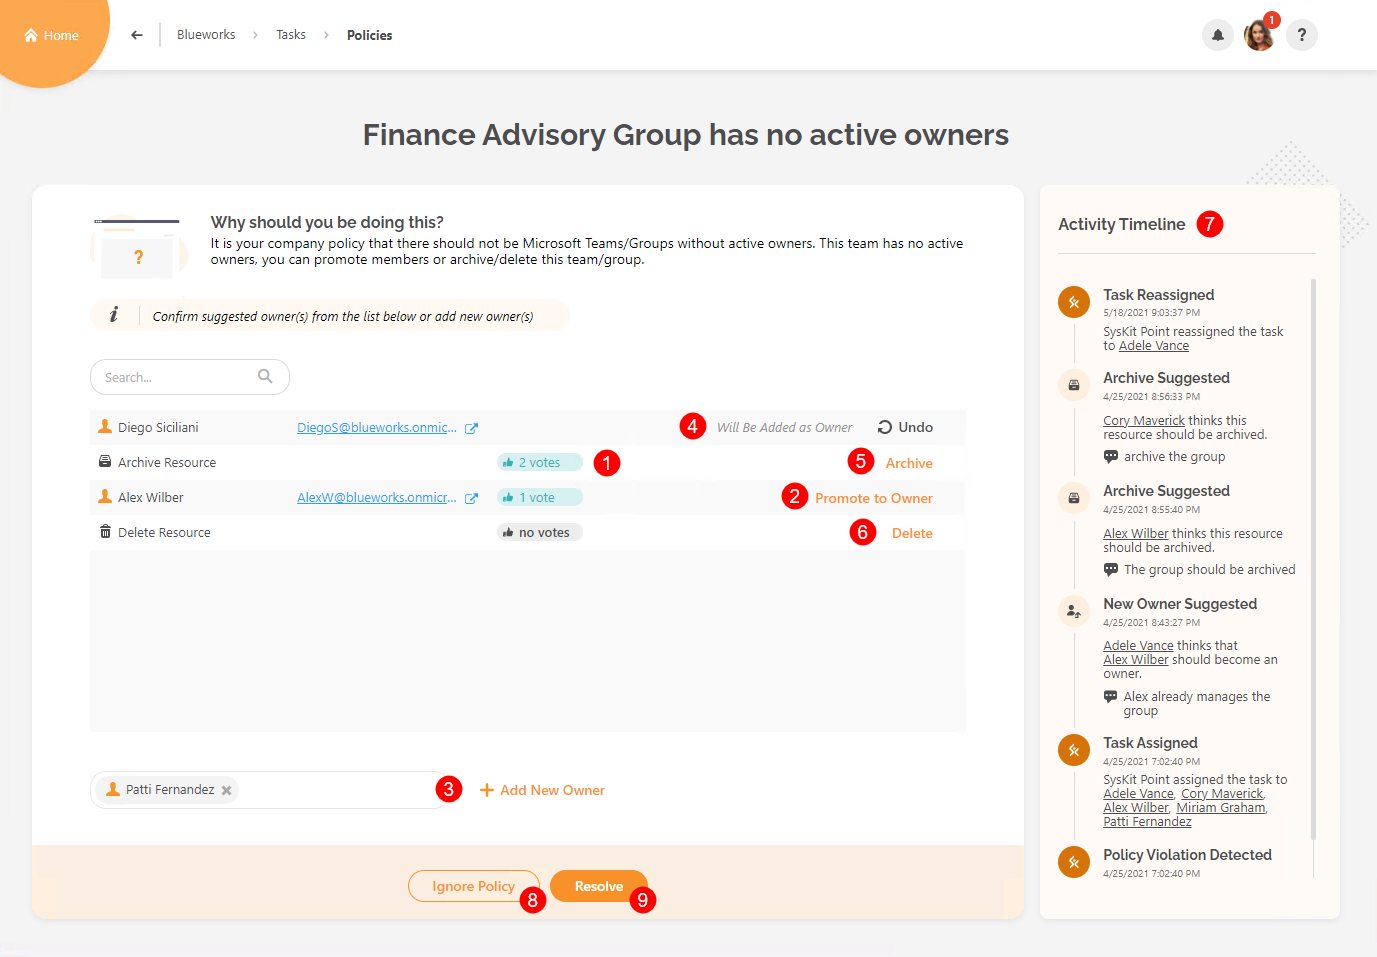 Home
Blueworks > Tasks > Policies
1
?
Finance Advisory Group has no active owners
?
Why should you be doing this?
It is your company policy that there should not be Microsoft Teams/Groups without active owners. This team has no active
owners, you can promote members or archive/delete this team/group.
i Confirm suggested owner(s) from the list below or add new owner(s)
Search...
Diego Siciliani DiegoS@blueworks.onmic... 4 Will Be Added as Owner Undo
Archive Resource 2 votes 1 5 Archive
Alex Wilber AlexW@blueworks.onmicr... 1 vote 2 Promote to Owner
Delete Resource no votes 6 Delete
Patti Fernandez 3 + Add New Owner
Ignore Policy 8 Resolve 9
Activity Timeline 7
Task Reassigned
5/18/2021 9:03:37 PM
SysKit Point reassigned the task
to Adele Vance
Archive Suggested
4/25/2021 8:56:33 PM
Cory Maverick thinks this
resource should be archived.
archive the group
Archive Suggested
4/25/2021 8:55:40 PM
Alex Wilber thinks this resource
should be archived.
The group should be archived
New Owner Suggested
4/25/2021 8:43:27 PM
Adele Vance thinks that
Alex Wilber should become an
owner.
Alex already manages the
group
Task Assigned
4/25/2021 7:02:40 PM
SysKit Point assigned the task to
Adele Vance, Cory Maverick,
Alex Wilber, Miriam Graham,
Patti Fernandez
Policy Violation Detected
4/25/2021 7:02:40 PM